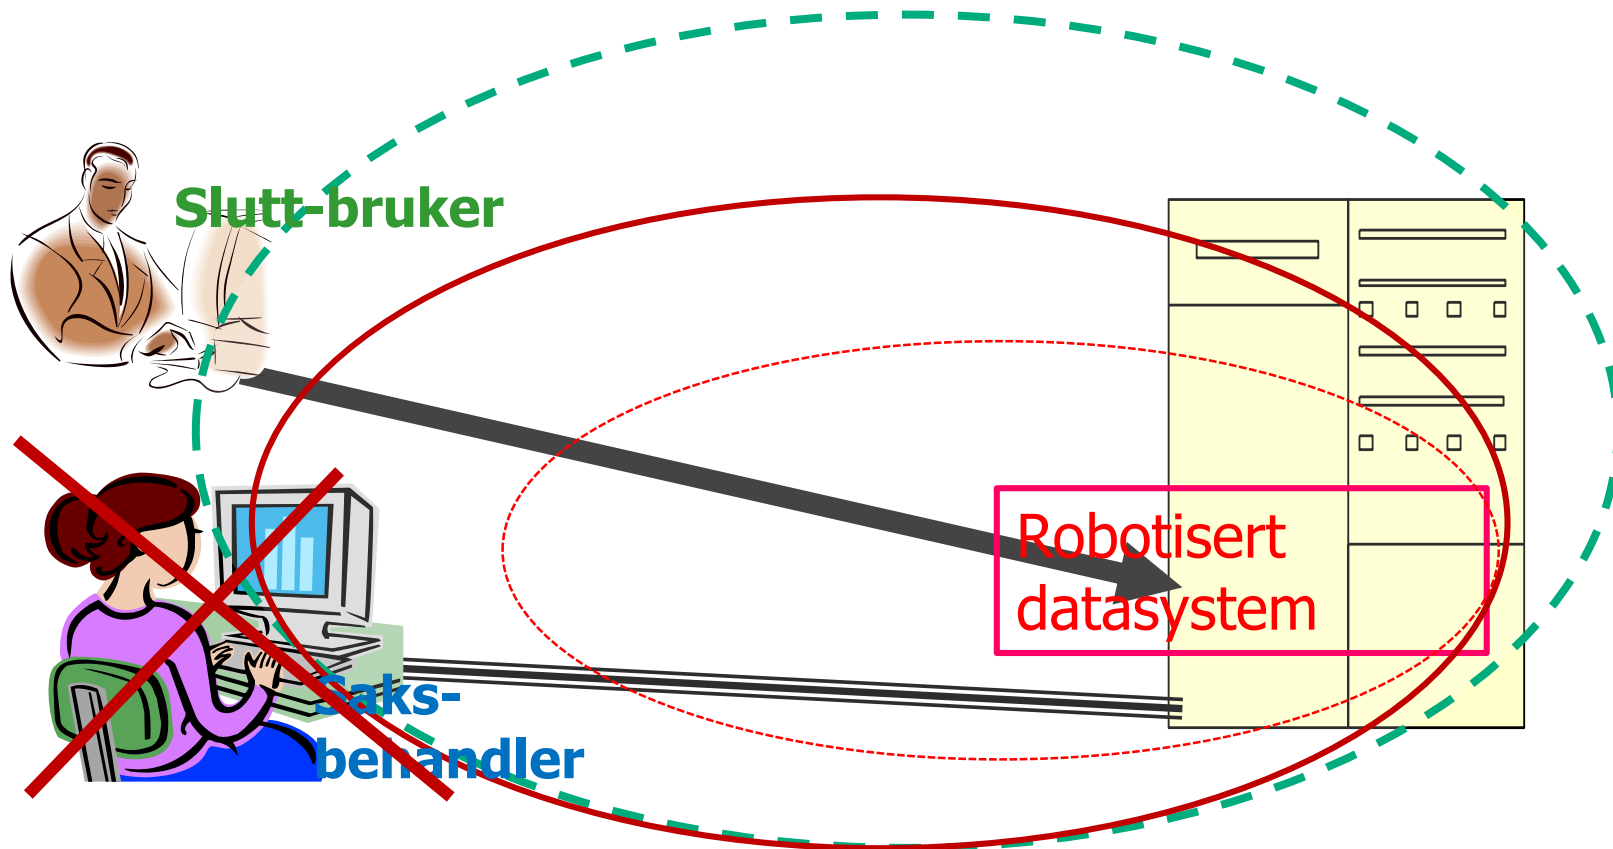 Slutt-bruker
Robotisert
datasystem
Saks-
behandler